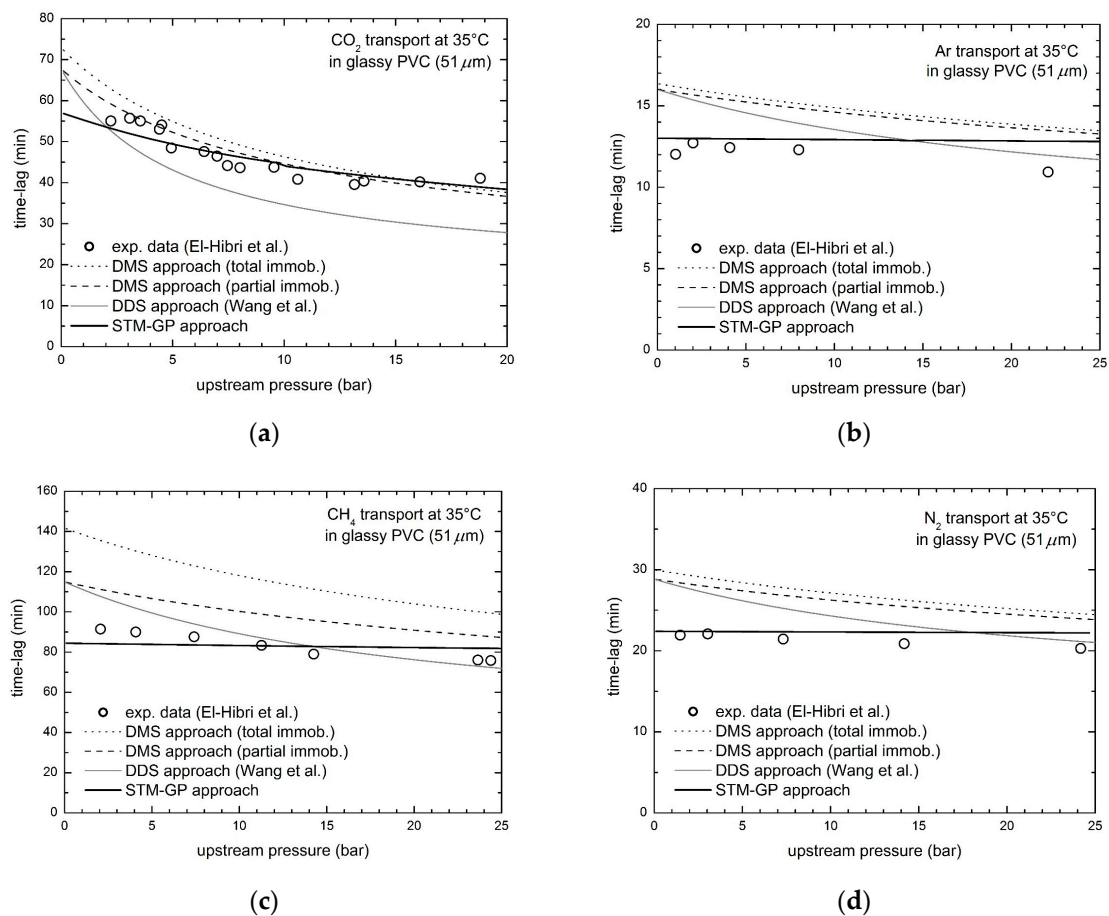 80
70
60
50
40
30
20
10
0
time-lag (min)
CO2 transport at 35°C
in glassy PVC (51 μm)
exp. data (El-Hibri et al.)
DMS approach (total immob.)
DMS approach (partial immob.)
DDS approach (Wang et al.)
STM-GP approach
0 5 10 15 20
upstream pressure (bar)
(a)
20
18
15
13
10
8
5
3
0
time-lag (min)
Ar transport at 35°C
in glassy PVC (51 μm)
exp. data (El-Hibri et al.)
DMS approach (total immob.)
DMS approach (partial immob.)
DDS approach (Wang et al.)
STM-GP approach
0 5 10 15 20 25
upstream pressure (bar)
(b)
160
140
120
100
80
60
40
20
0
time-lag (min)
CH4 transport at 35°C
in glassy PVC (51 μm)
exp. data (El-Hibri et al.)
DMS approach (total immob.)
DMS approach (partial immob.)
DDS approach (Wang et al.)
STM-GP approach
0 5 10 15 20 25
upstream pressure (bar)
(c)
40
30
20
10
0
time-lag (min)
N2 transport at 35°C
in glassy PVC (51 μm)
exp. data (El-Hibri et al.)
DMS approach (total immob.)
DMS approach (partial immob.)
DDS approach (Wang et al.)
STM-GP approach
0 5 10 15 20 25
upstream pressure (bar)
(d)